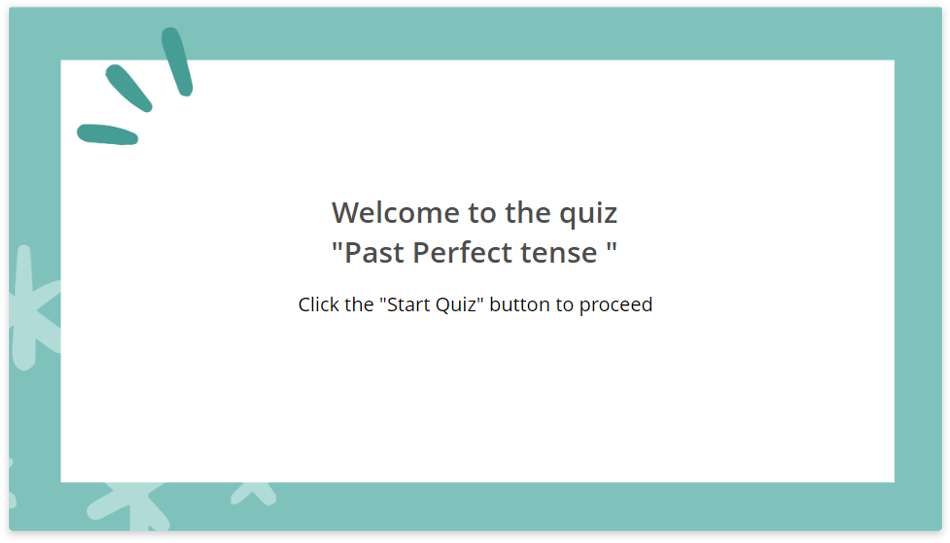 Welcome to the quiz
"Past Perfect tense "
Click the "Start Quiz" button to proceed